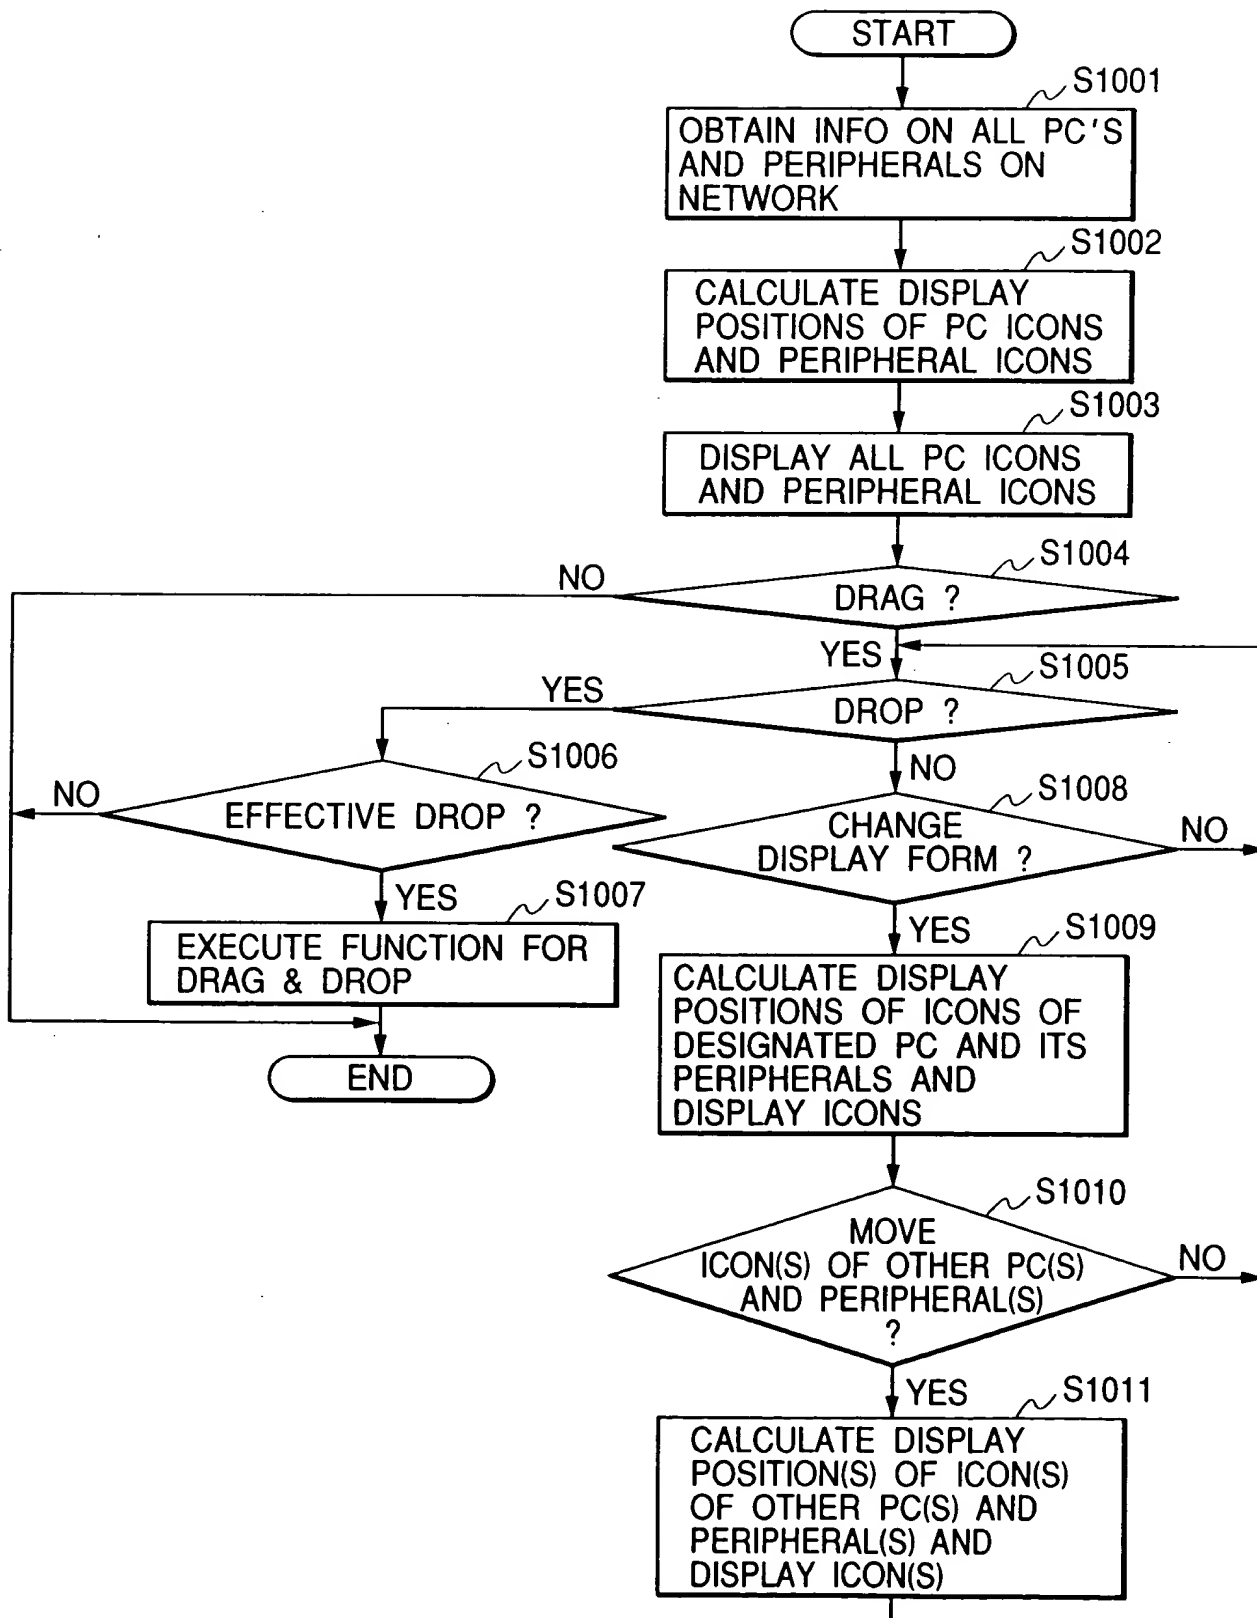 START
S1001
OBTAIN INFO ON ALL PC'S
AND PERIPHERALS ON
NETWORK
S1002
CALCULATE DISPLAY
POSITIONS OF PC ICONS
AND PERIPHERAL ICONS
S1003
DISPLAY ALL PC ICONS
AND PERIPHERAL ICONS
S1004
NO
DRAG ?
YES
S1005
YES
DROP ?
S1006
NO
NO
EFFECTIVE DROP ?
S1008
CHANGE
DISPLAY FORM ?
NO
YES
S1007
EXECUTE FUNCTION FOR
DRAG & DROP
END
YES
S1009
CALCULATE DISPLAY
POSITIONS OF ICONS OF
DESIGNATED PC AND ITS
PERIPHERALS AND
DISPLAY ICONS
S1010
MOVE
ICON(S) OF OTHER PC(S)
AND PERIPHERAL(S)
?
NO
YES
S1011
CALCULATE DISPLAY
POSITION(S) OF ICON(S)
OF OTHER PC(S) AND
PERIPHERAL(S) AND
DISPLAY ICON(S)